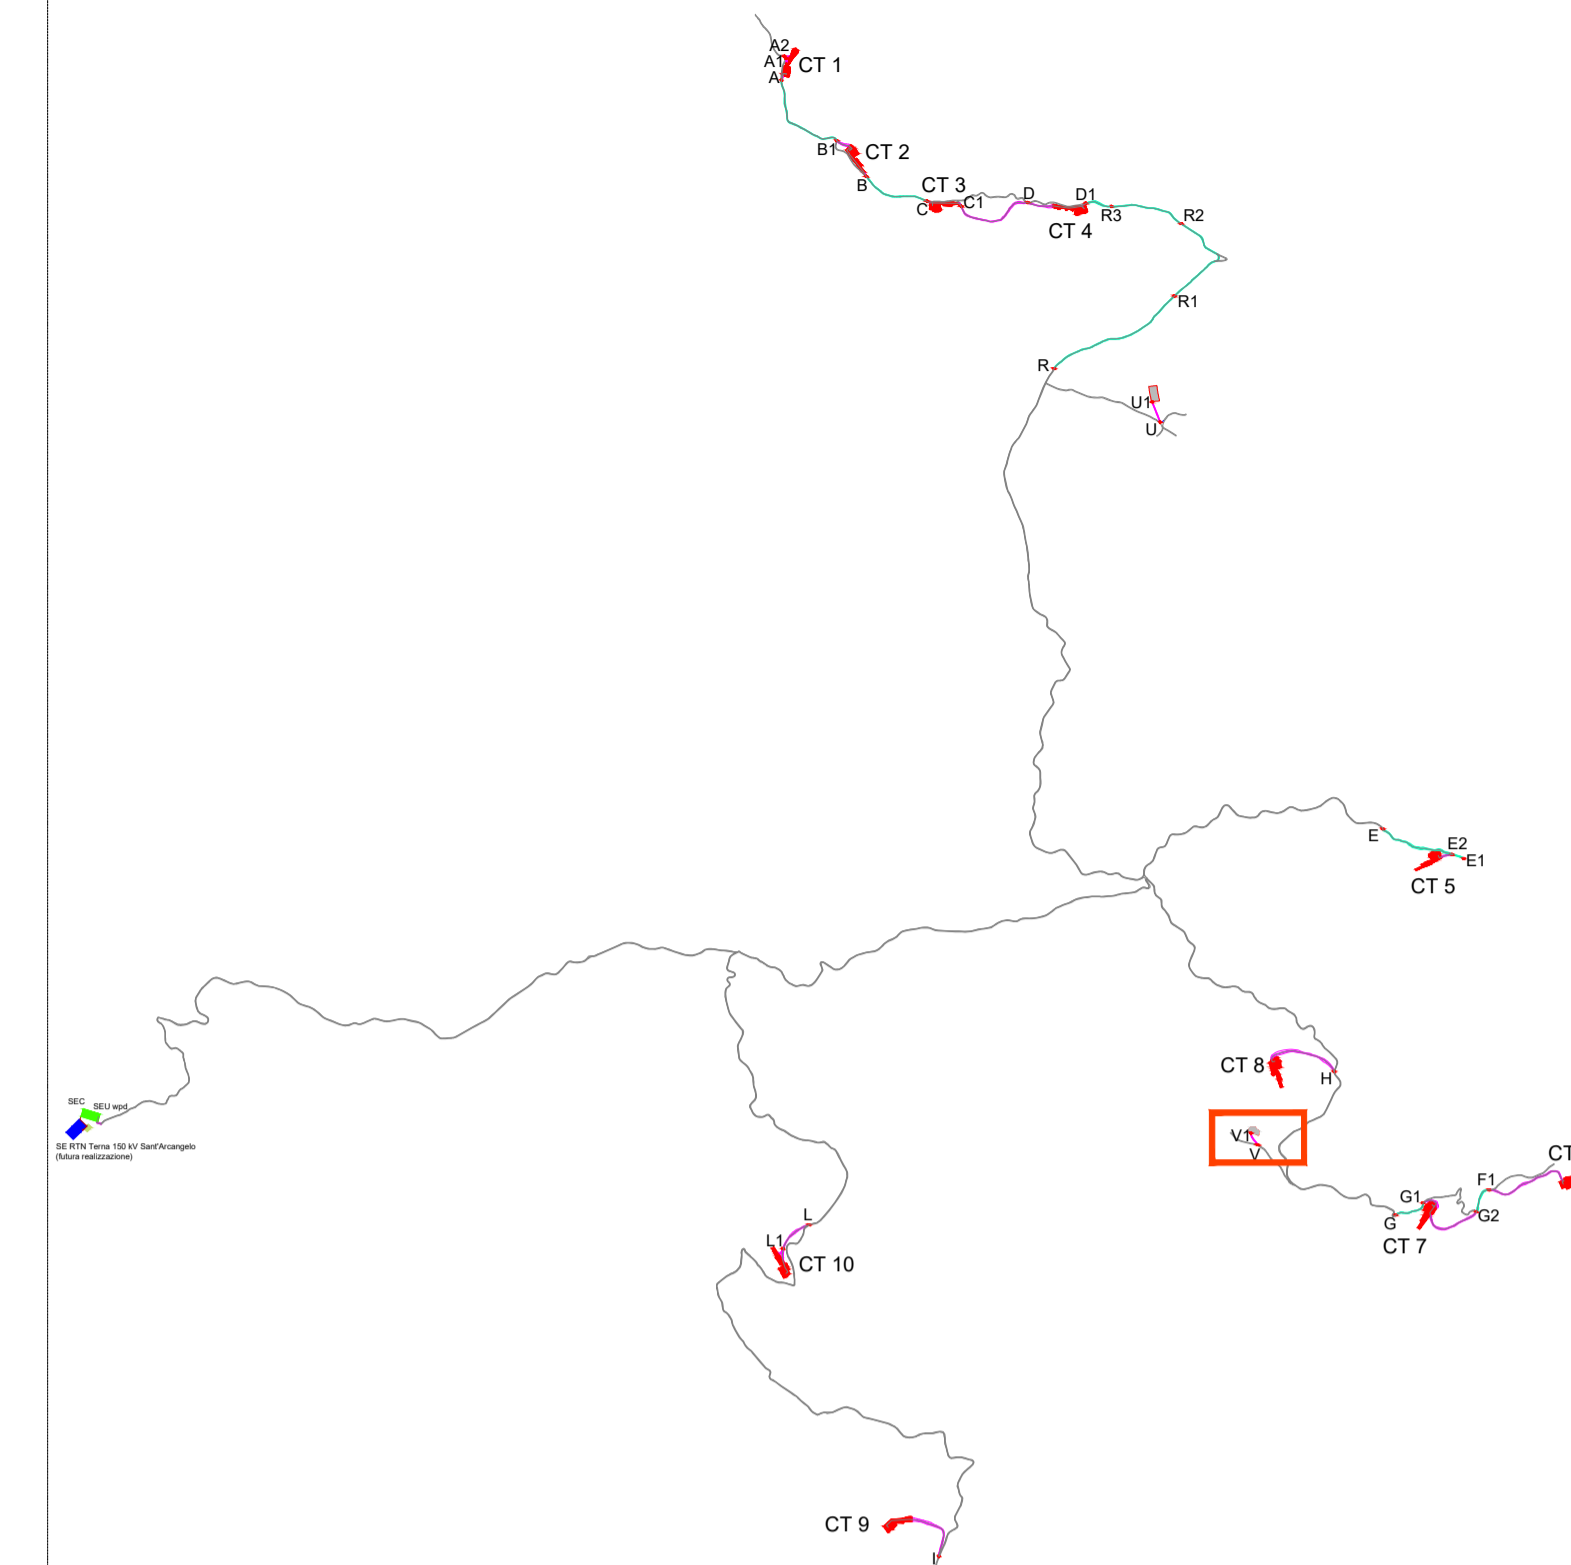 A2
A1
CT 1
A
B1
CT 2
B
CT 3
C
C1
D
D1
R3
R2
CT 4
R1
R
U1
U
E
E2
E1
CT 5
CT 8
H
SEC
SEU wpd
SE RTN Terna 150 kV Sant'Arcangelo
(futura realizzazione)
V1
V
CT
F1
G1
G
G2
CT 7
L
L1
CT 10
CT 9
I